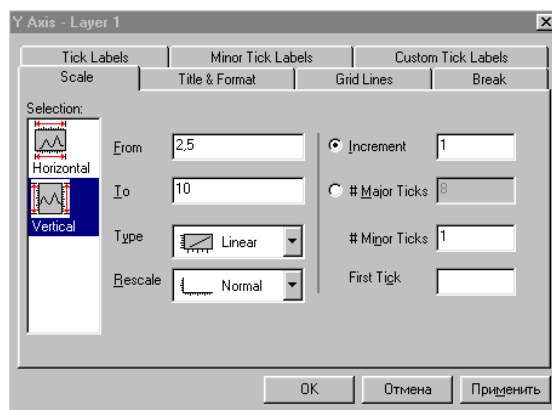 Y Axis - Layer 1
Tick Labels Minor Tick Labels Custom Tick Labels
Scale Title & Format Grid Lines Break
Selection:
Horizontal
Vertical
From 2,5
To 10
Type Linear
Rescale Normal
Increment 1
# Major Ticks 8
# Minor Ticks 1
First Tick
OK Отмена Применить